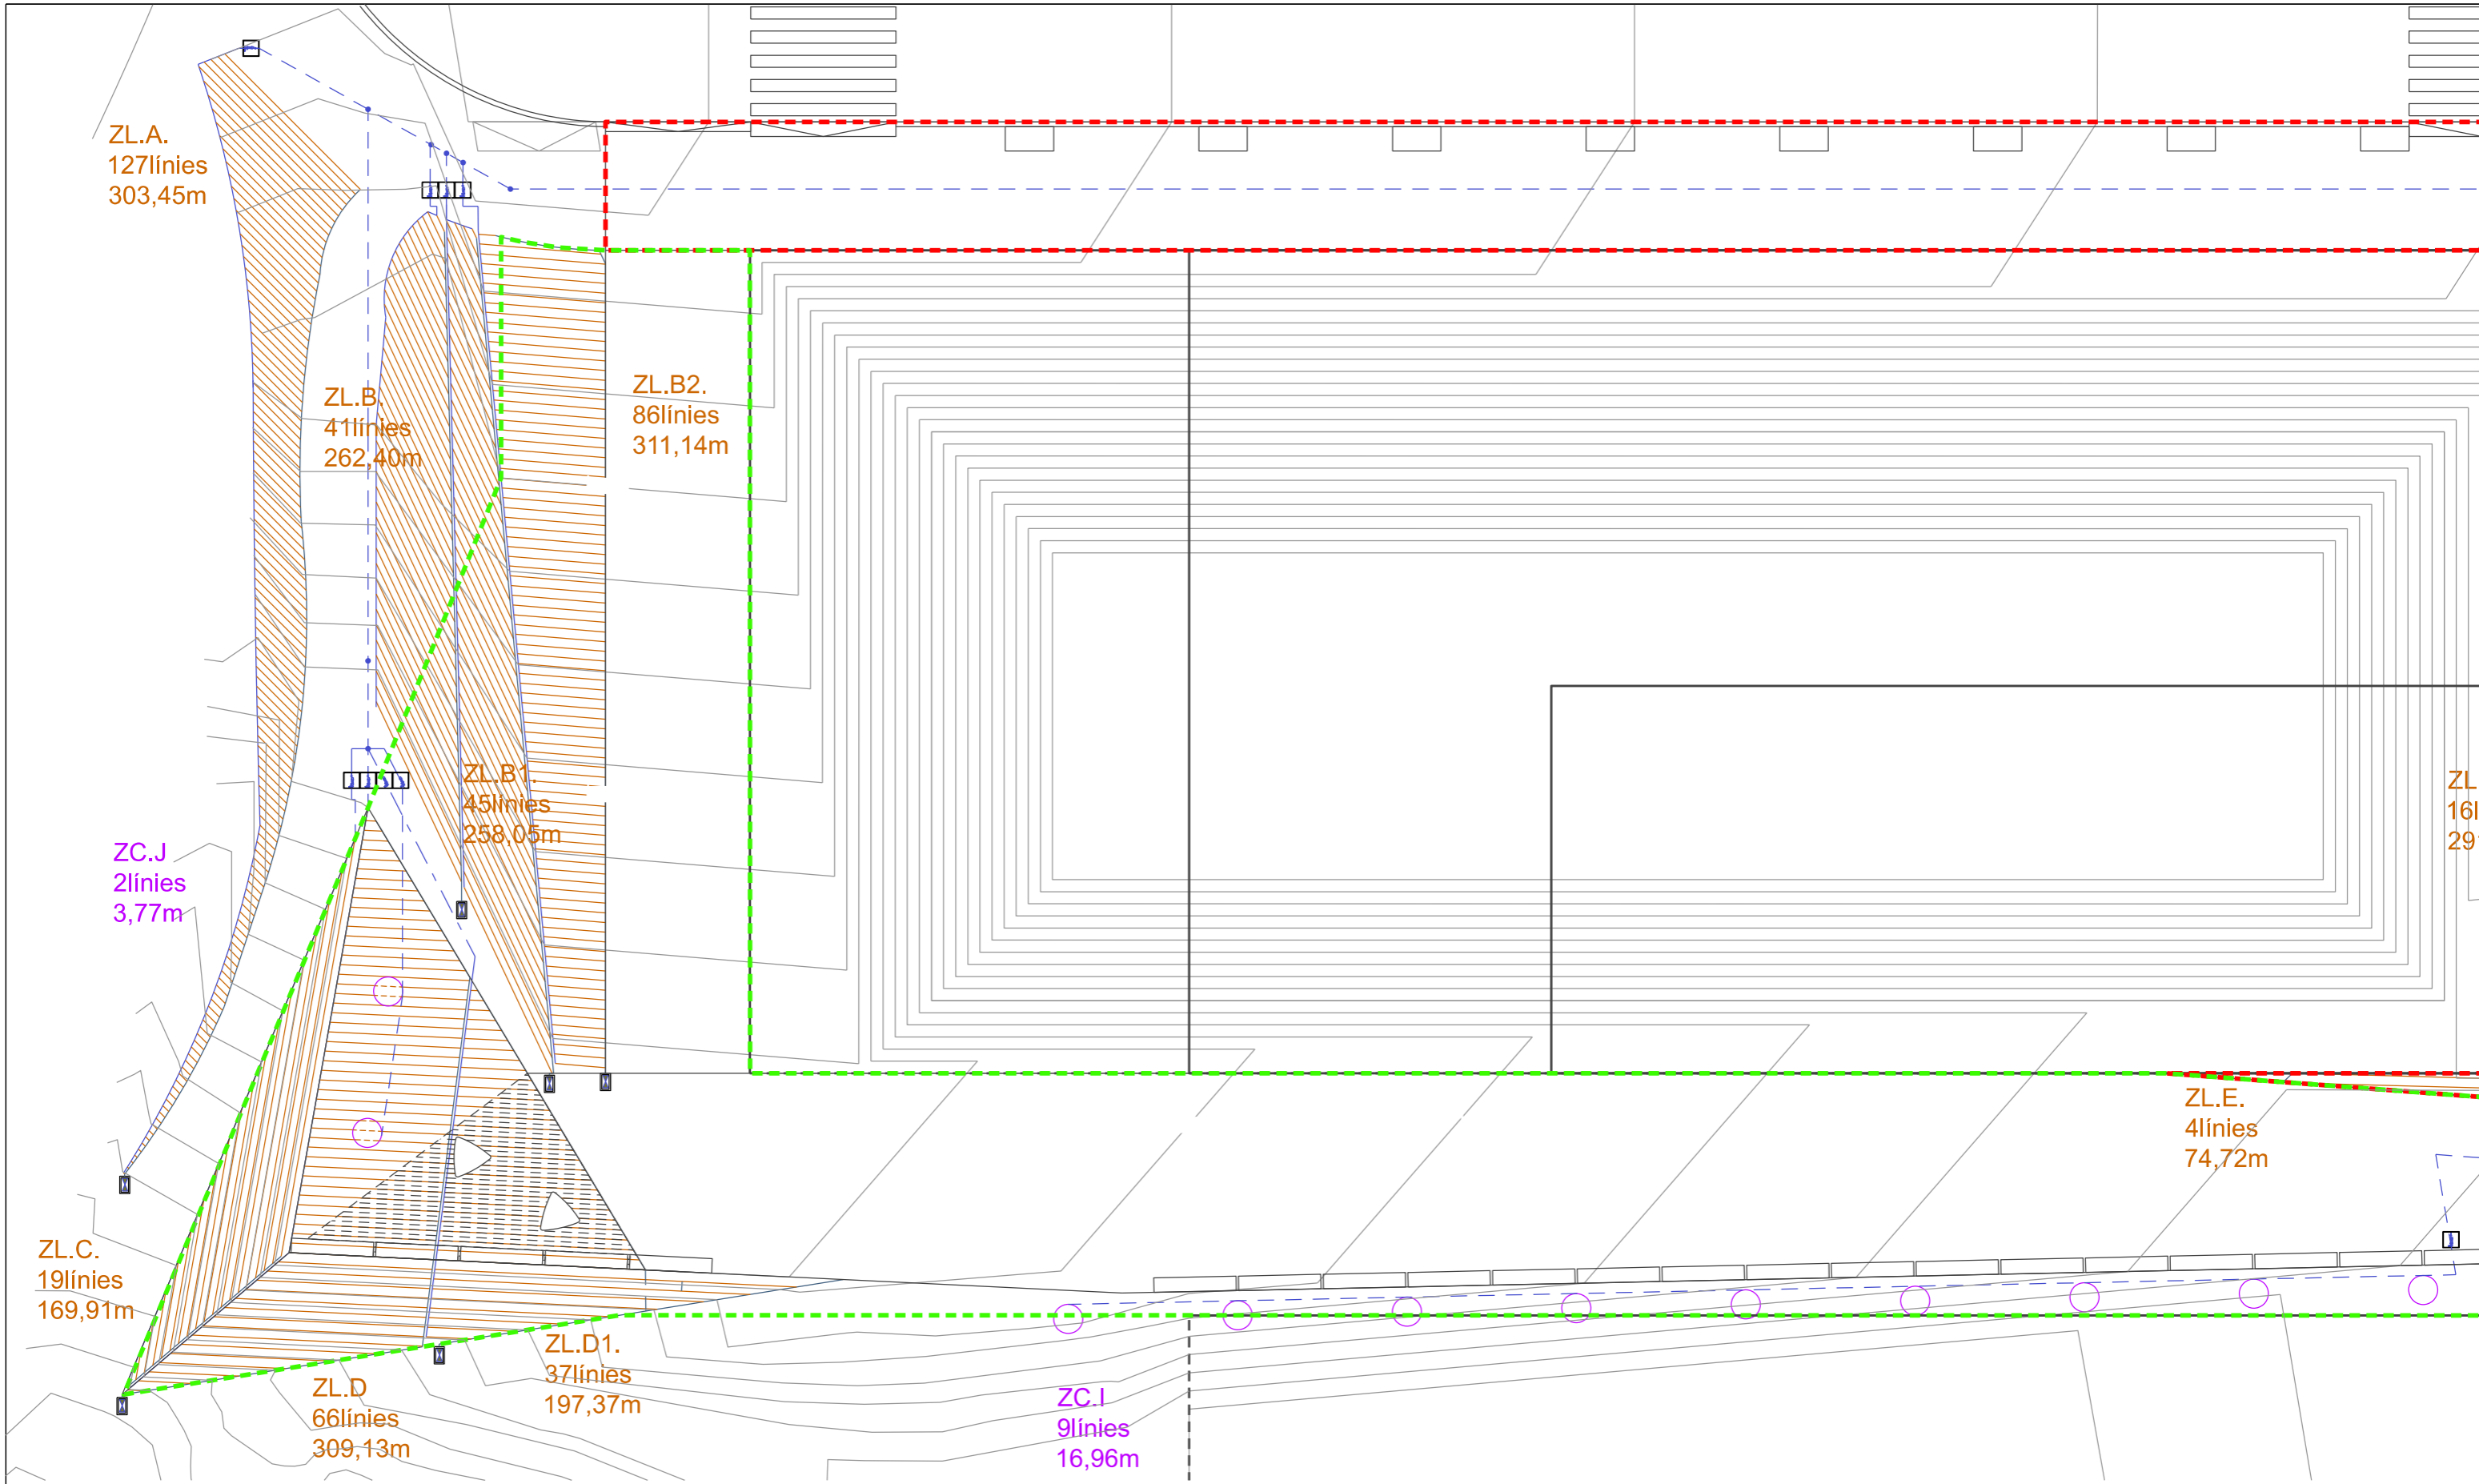 ZL.A.
127línies
303,45m
ZL.B.
41línies
262,40m
ZL.B2.
86línies
311,14m
ZL.B1.
45línies
258,05m
ZC.J
2línies
3,77m
ZL.C.
19línies
169,91m
ZL.D
66línies
309,13m
ZL.D1.
37línies
197,37m
ZC.I
9línies
16,96m
ZL.E.
4línies
74,72m
ZL